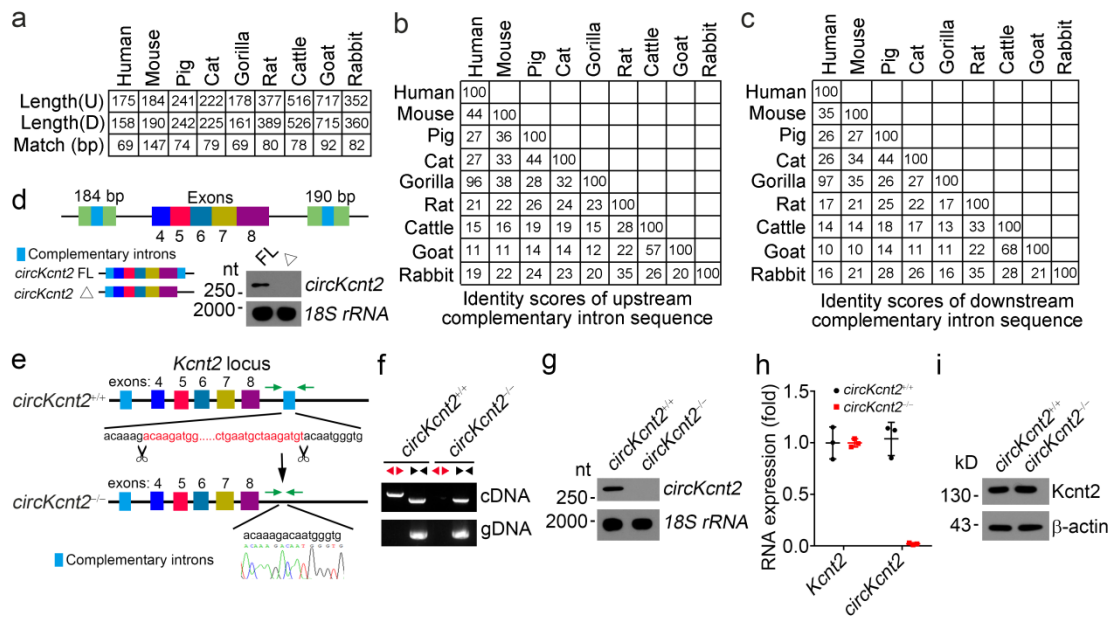 a
Human Mouse Pig Cat Gorilla Rat Cattle Goat Rabbit
Length(U) 175 184 241 222 178 377 516 717 352
Length(D) 158 190 242 225 161 389 526 715 360
Match (bp) 69 147 74 79 69 80 78 92 82
b
Human Mouse Pig Cat Gorilla Rat Cattle Goat Rabbit
Human 100
Mouse 44 100
Pig 27 36 100
Cat 27 33 44 100
Gorilla 96 38 28 32 100
Rat 21 22 26 24 23 100
Cattle 15 16 19 19 15 28 100
Goat 11 11 14 14 12 22 57 100
Rabbit 19 22 24 23 20 35 26 20 100
Identity scores of upstream
complementary intron sequence
c
Human Mouse Pig Cat Gorilla Rat Cattle Goat Rabbit
Human 100
Mouse 35 100
Pig 26 27 100
Cat 26 34 44 100
Gorilla 97 35 26 27 100
Rat 17 21 25 22 17 100
Cattle 14 14 18 17 13 33 100
Goat 10 10 14 14 11 22 68 100
Rabbit 16 21 28 26 16 35 28 21 100
Identity scores of downstream
complementary intron sequence
d
184 bp Exons 190 bp
4 5 6 7 8
Complementary introns
circKcnt2 FL
circKcnt2 △
FL △
nt
250
2000
circKcnt2
18S rRNA
e
Kcnt2 locus
exons: 4 5 6 7 8
circKcnt2+/+
acaaagacaagatgg.....ctgaatgctaagatgtacaatgggtg
exons: 4 5 6 7 8
circKcnt2−/−
acaaagacaatgggtg
ACAAAGACAATGGGTG
Complementary introns
f
circKcnt2+/+
circKcnt2−/−
cDNA
gDNA
g
circKcnt2+/+
circKcnt2−/−
nt
250
2000
circKcnt2
18S rRNA
h
circKcnt2+/+
circKcnt2−/−
RNA expression (fold)
1.5
1.0
0.5
0.0
Kcnt2
circKcnt2
i
circKcnt2+/+
circKcnt2−/−
kD
130
43
Kcnt2
β-actin